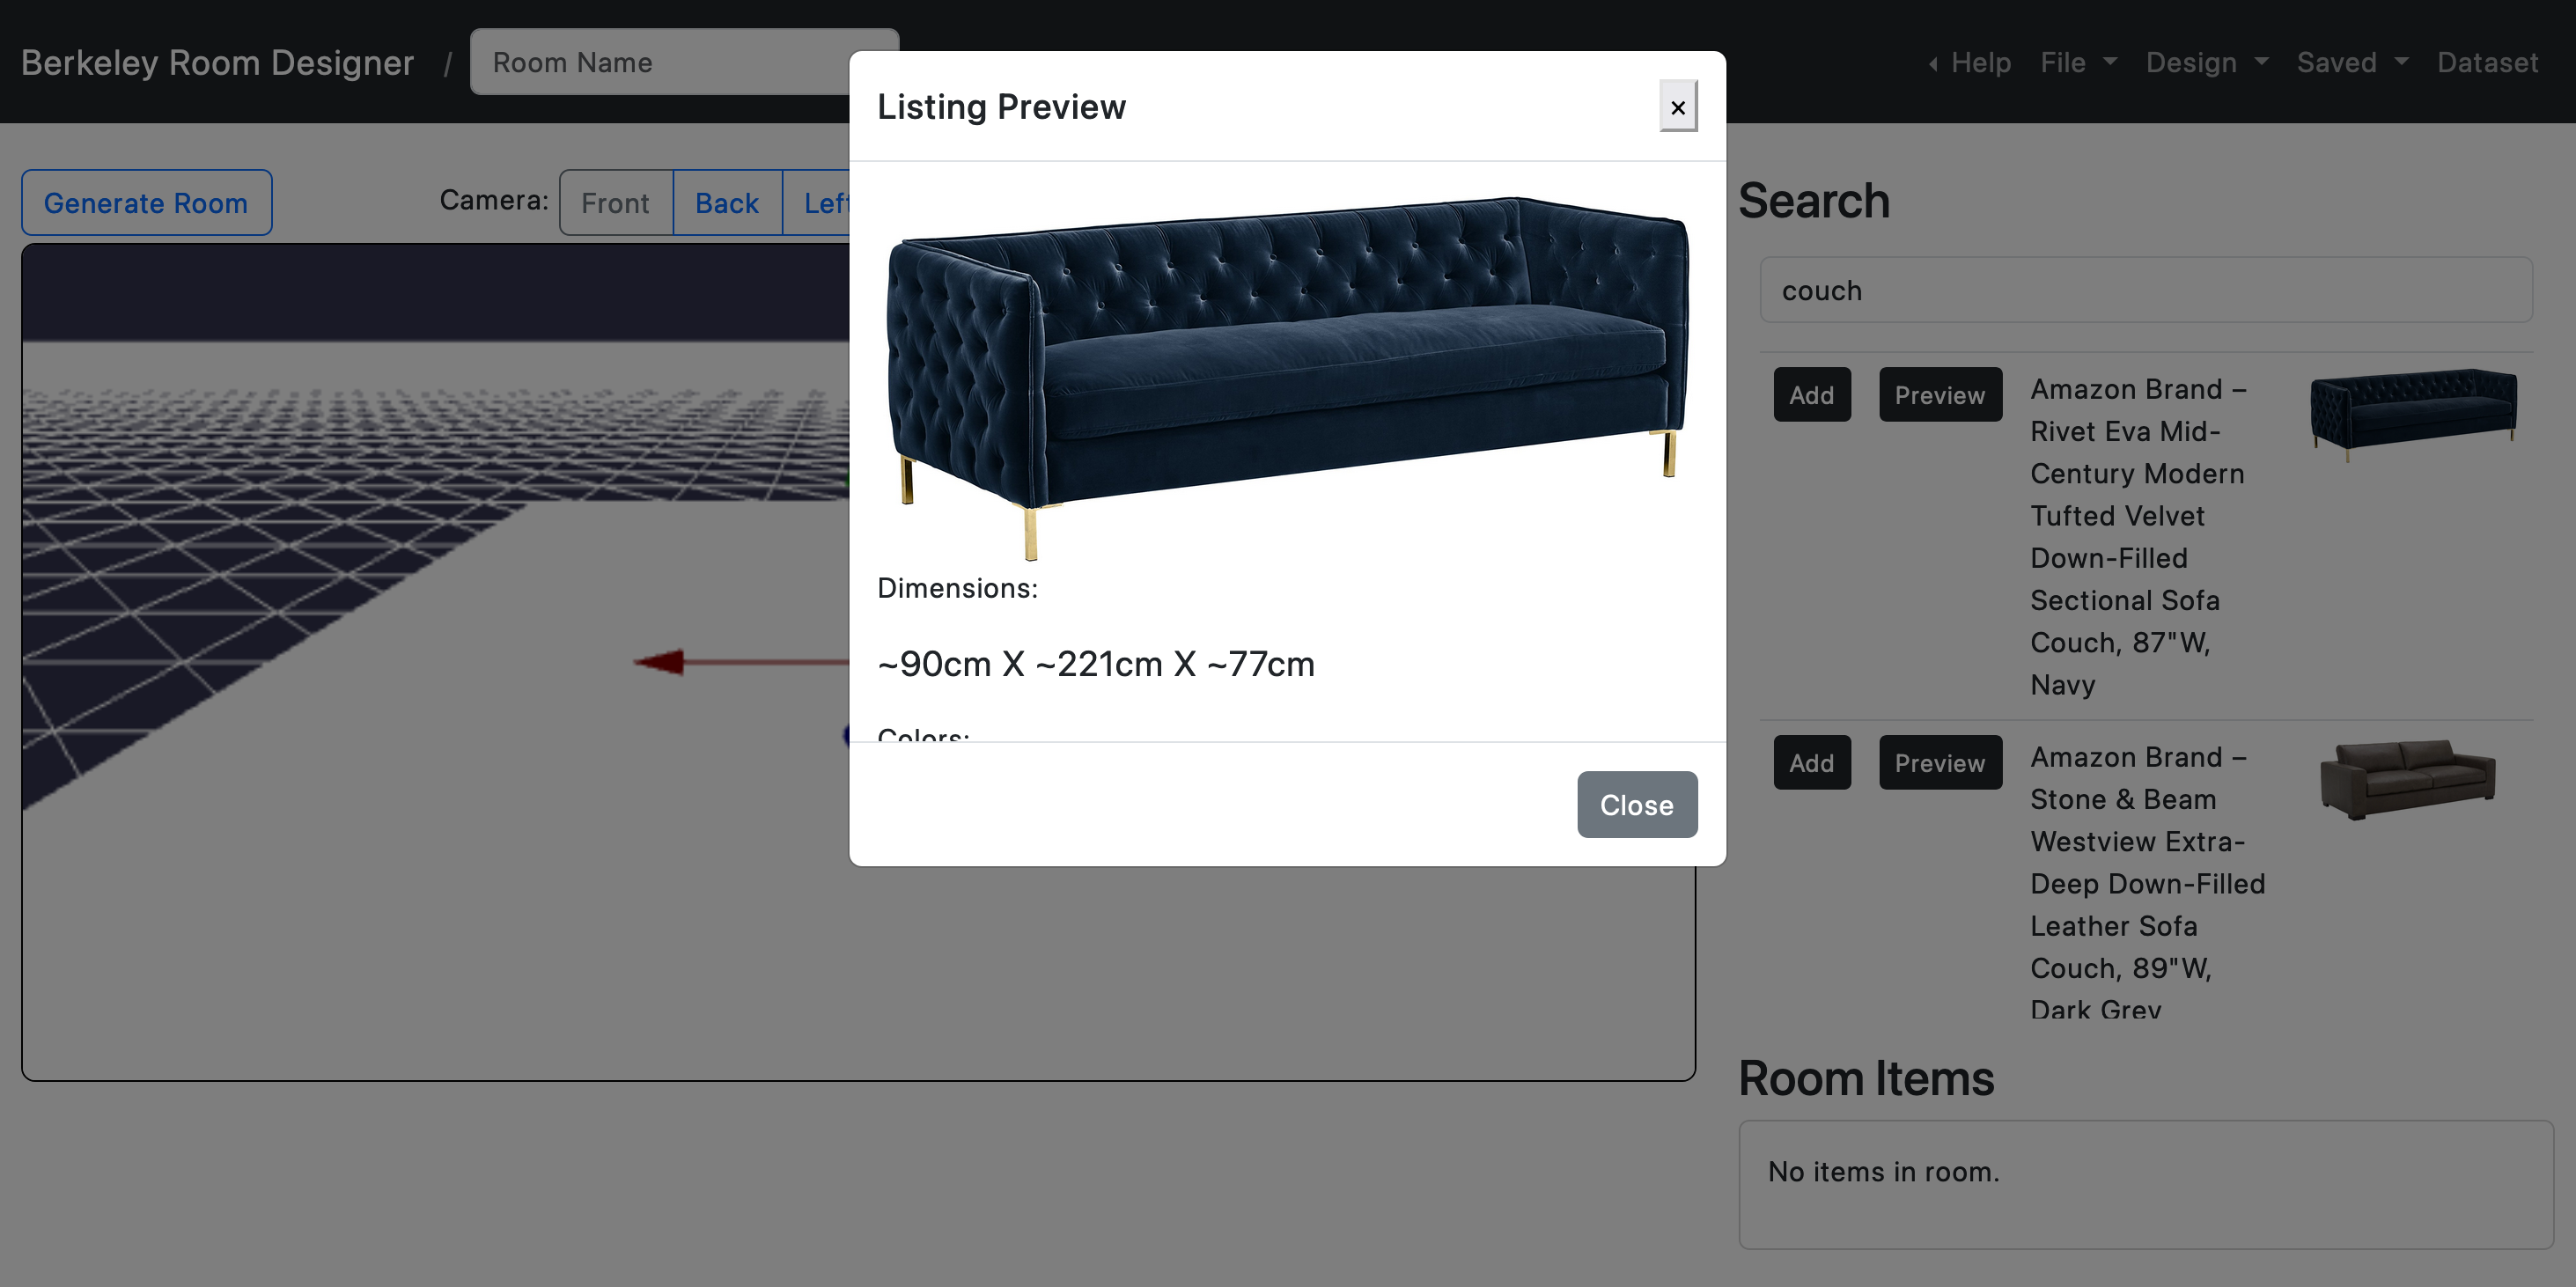 Berkeley Room Designer / Room Name
Help File Design Saved Dataset
Listing Preview
×
Generate Room
Camera: Front Back Left
Search
couch
Add Preview
Amazon Brand –
Rivet Eva Mid-
Century Modern
Tufted Velvet
Down-Filled
Sectional Sofa
Couch, 87"W,
Navy
Dimensions:
~90cm X ~221cm X ~77cm
Colors:
Close
Add Preview
Amazon Brand –
Stone & Beam
Westview Extra-
Deep Down-Filled
Leather Sofa
Couch, 89"W,
Dark Grey
Room Items
No items in room.